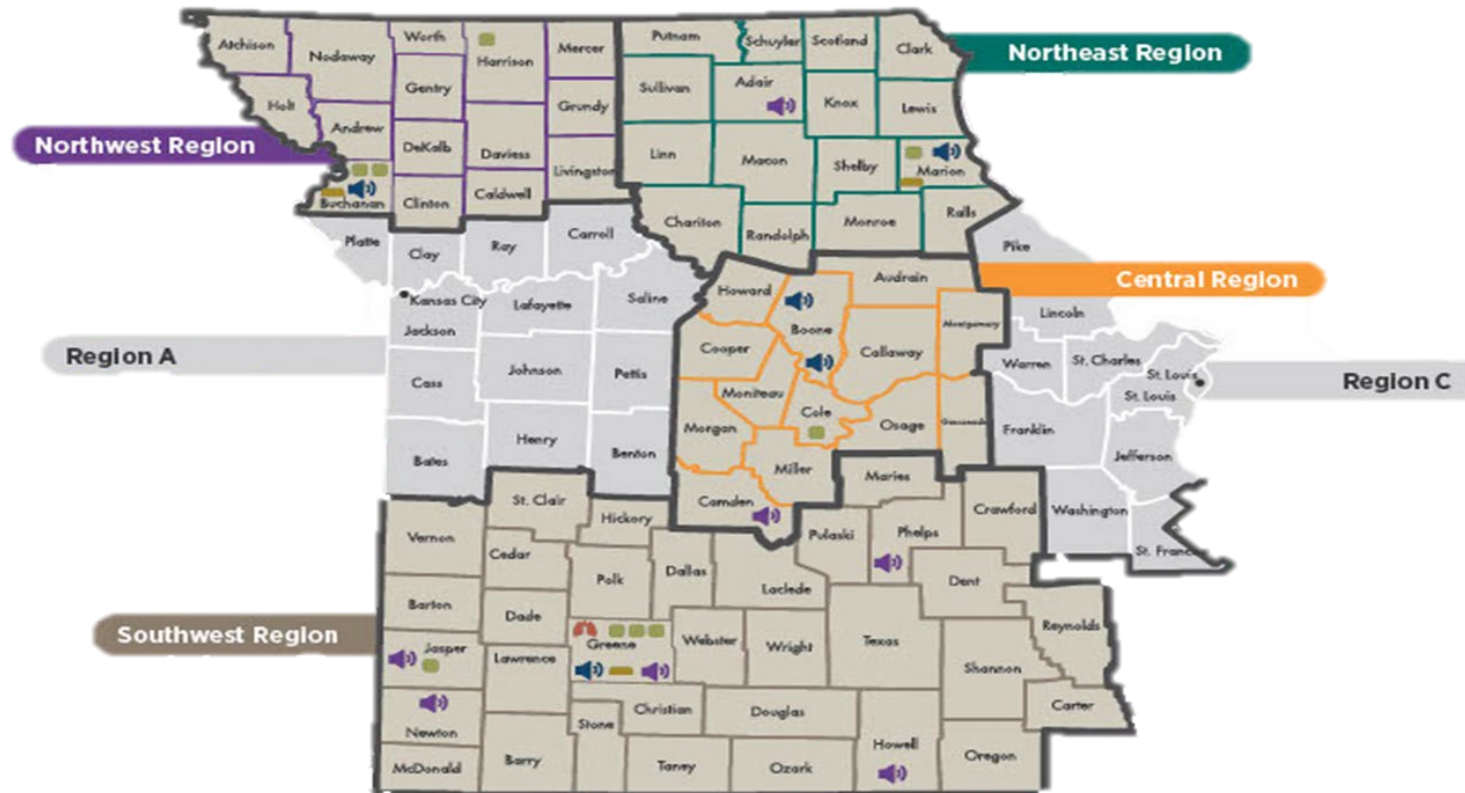 Atchison
Nodaway
Worth
Harrison
Mercer
Putnam
Schuyler
Scotland
Clark
Northeast Region
Gentry
Sullivan
Adair
Knox
Lewis
Holt
Grundy
Andrew
Northwest Region
DeKalb
Daviess
Livingston
Linn
Macon
Shelby
Marion
Buchanan
Clinton
Caldwell
Chariton
Randolph
Monroe
Ralls
Platte
Clay
Ray
Carroll
Pike
Howard
Audrain
Central Region
Kansas City
Lafayette
Saline
Jackson
Boone
Montgomery
Lincoln
Region A
Cooper
Callaway
Warren
St. Charles
St. Louis
St. Louis
Region C
Cass
Johnson
Pettis
Moniteau
Cole
Morgan
Osage
Franklin
Bates
Henry
Benton
Miller
Jefferson
Maries
Camden
St. Clair
Hickory
Pulaski
Phelps
Crawford
Washington
Vernon
Cedar
Polk
Dallas
Laclede
Dent
St. Franc
Barton
Dade
Southwest Region
Greene
Webster
Wright
Texas
Reynolds
Jasper
Lawrence
Shannon
Newton
Stone
Christian
Douglas
Carter
McDonald
Barry
Taney
Ozark
Howell
Oregon